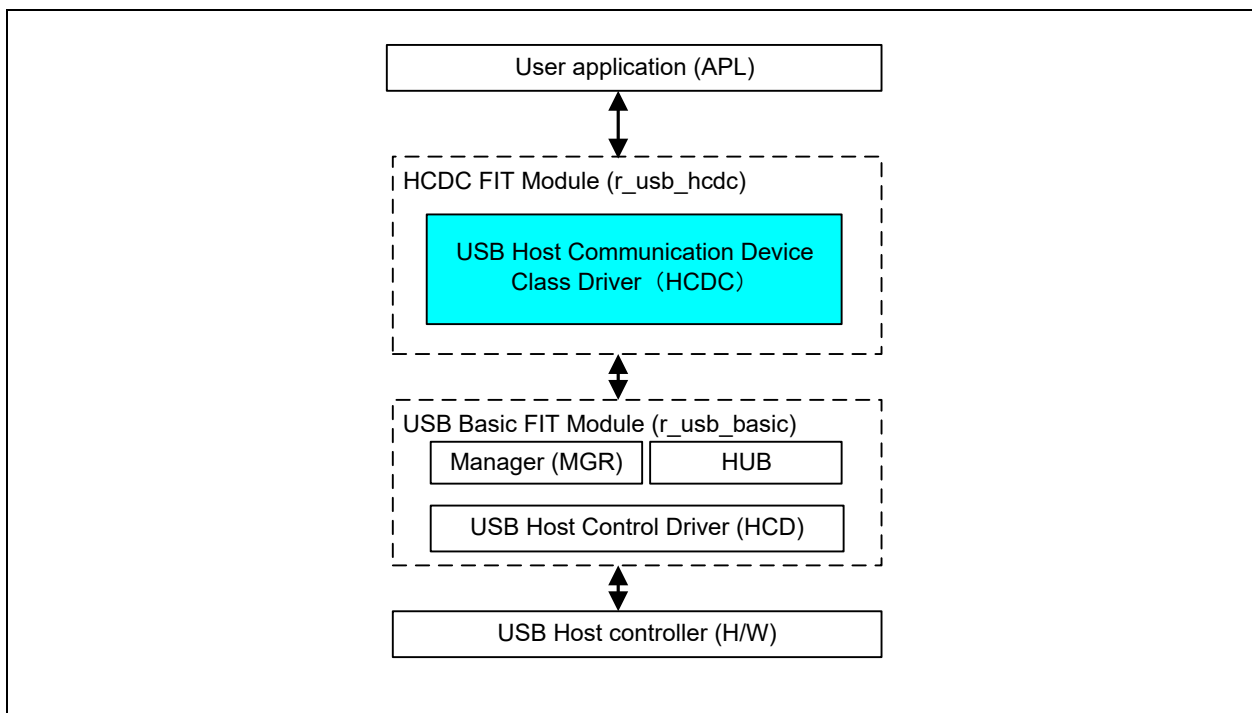 User application (APL)
HCDC FIT Module (r_usb_hcdc)
USB Host Communication Device
Class Driver（HCDC）
USB Basic FIT Module (r_usb_basic)
Manager (MGR)
HUB
USB Host Control Driver (HCD)
USB Host controller (H/W)